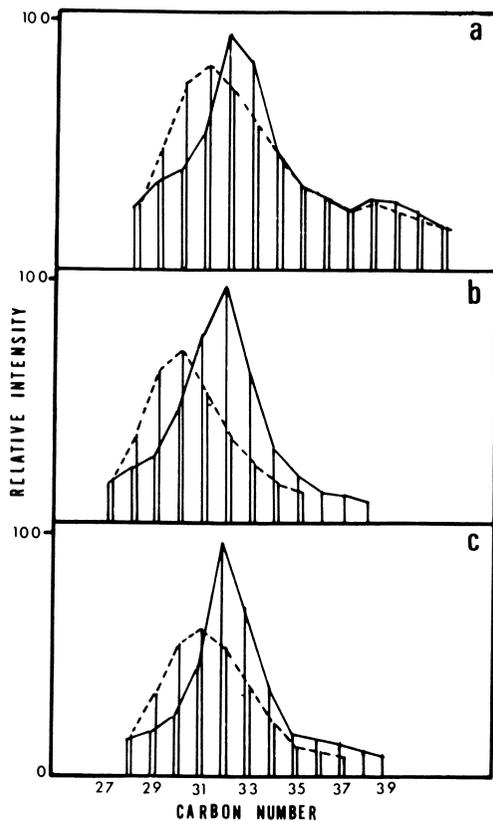 100
a
100
b
RELATIVE INTENSITY
100
c
0
27 29 31 33 35 37 39
CARBON NUMBER